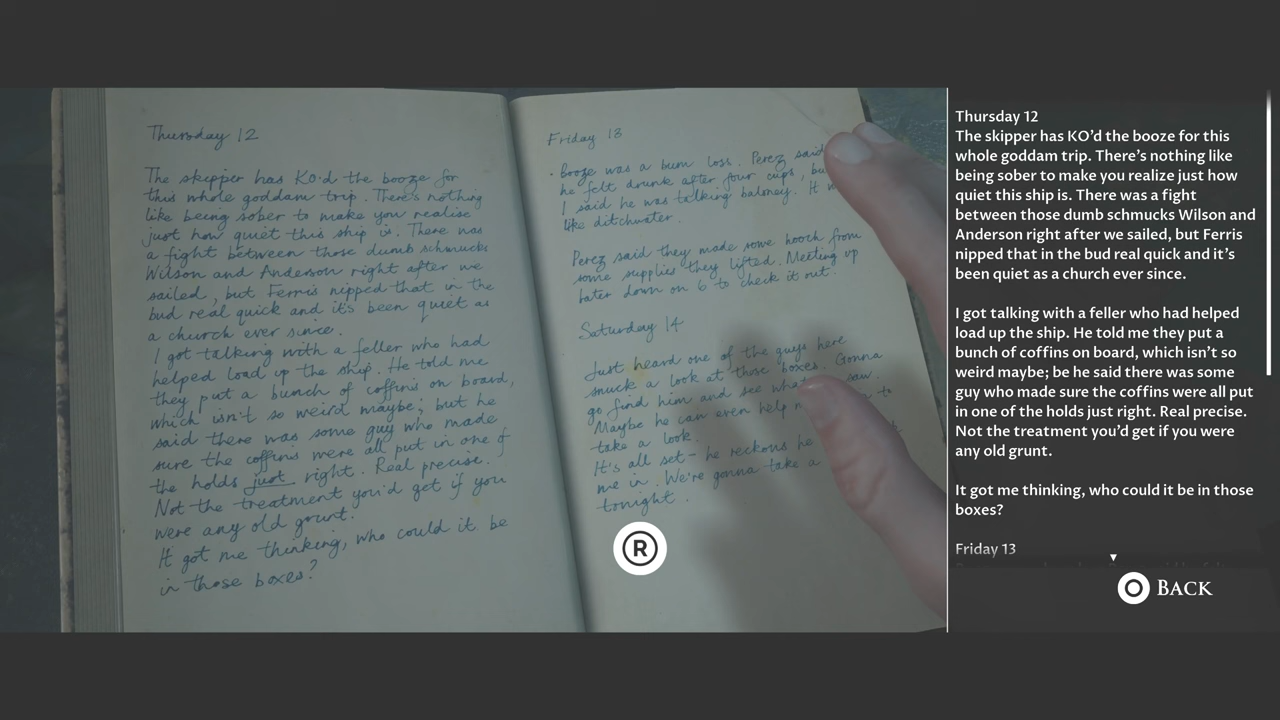 Thursday 12
The skipper has KO'd the booze for
this whole goddam trip. There's nothing
like being sober to make you realise
just how quiet this ship is. There was
a fight between those dumb schmucks
Wilson and Anderson right after we
sailed, but Ferris nipped that in the
bud real quick and it's been quiet as
a church ever since.
I got talking with a feller who had
helped load up the ship. He told me
they put a bunch of coffins on board,
which isn't so weird maybe; but he
said there was some guy who made
sure the coffins were all put in one of
the holds just right. Real precise.
Not the treatment you'd get if you
were any old grunt.
It got me thinking, who could it be
in those boxes?
Friday 13
Booze was a bum loss. Perez said
he felt drunk after four cups, bu
I said he was talking baloney. It w
like ditchwater.
Perez said they made some hooch from
some supplies they lifted. Meeting up
later down on 6 to check it out.
Saturday 14
Just heard one of the guys here
snuck a look at those boxes. Gonna
go find him and see what saw.
Maybe he can even help to
take a look.
It's all set - he reckons he
me in. We're gonna take a
tonight.
R
Thursday 12
The skipper has KO'd the booze for this
whole goddam trip. There's nothing like
being sober to make you realize just how
quiet this ship is. There was a fight
between those dumb schmucks Wilson and
Anderson right after we sailed, but Ferris
nipped that in the bud real quick and it's
been quiet as a church ever since.
I got talking with a feller who had helped
load up the ship. He told me they put a
bunch of coffins on board, which isn't so
weird maybe; be he said there was some
guy who made sure the coffins were all put
in one of the holds just right. Real precise.
Not the treatment you'd get if you were
any old grunt.
It got me thinking, who could it be in those
boxes?
Friday 13
BACK